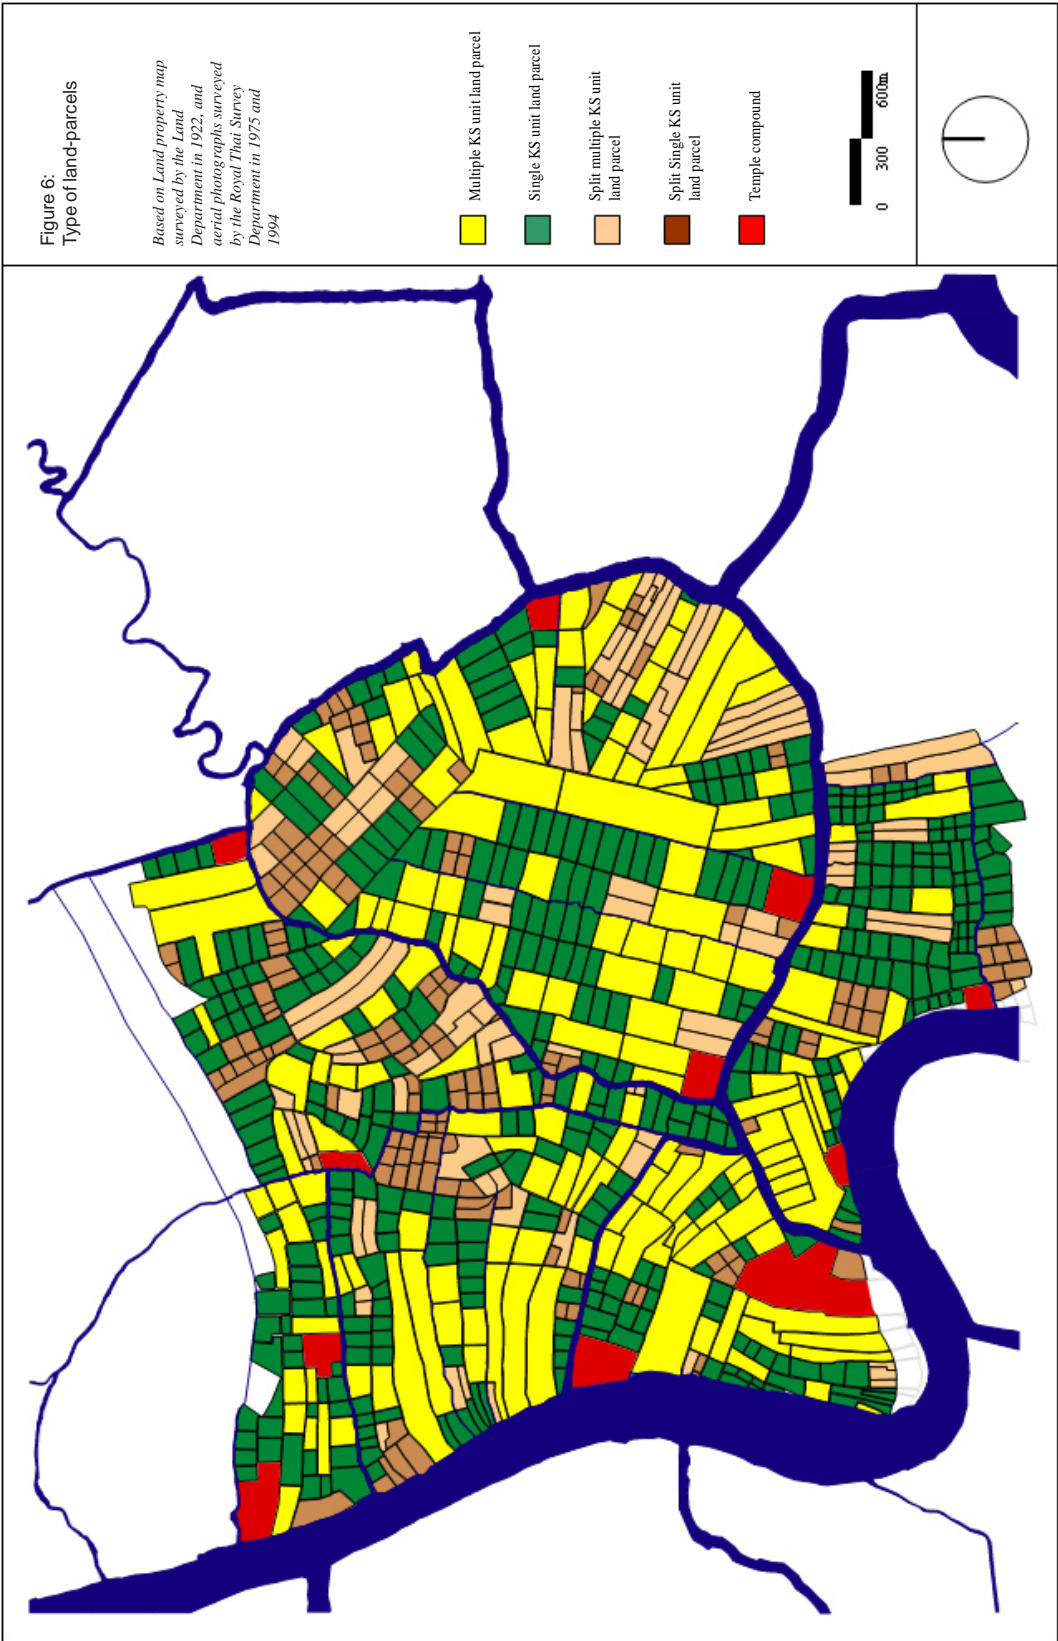 Figure 6:
Type of land-parcels
Based on Land property map
surveyed by the Land
Department in 1922, and
aerial photographs surveyed
by the Royal Thai Survey
Department in 1975 and
1994
Multiple KS unit land parcel
Single KS unit land parcel
Split multiple KS unit
land parcel
Split Single KS unit
land parcel
Temple compound
0 300 600m.